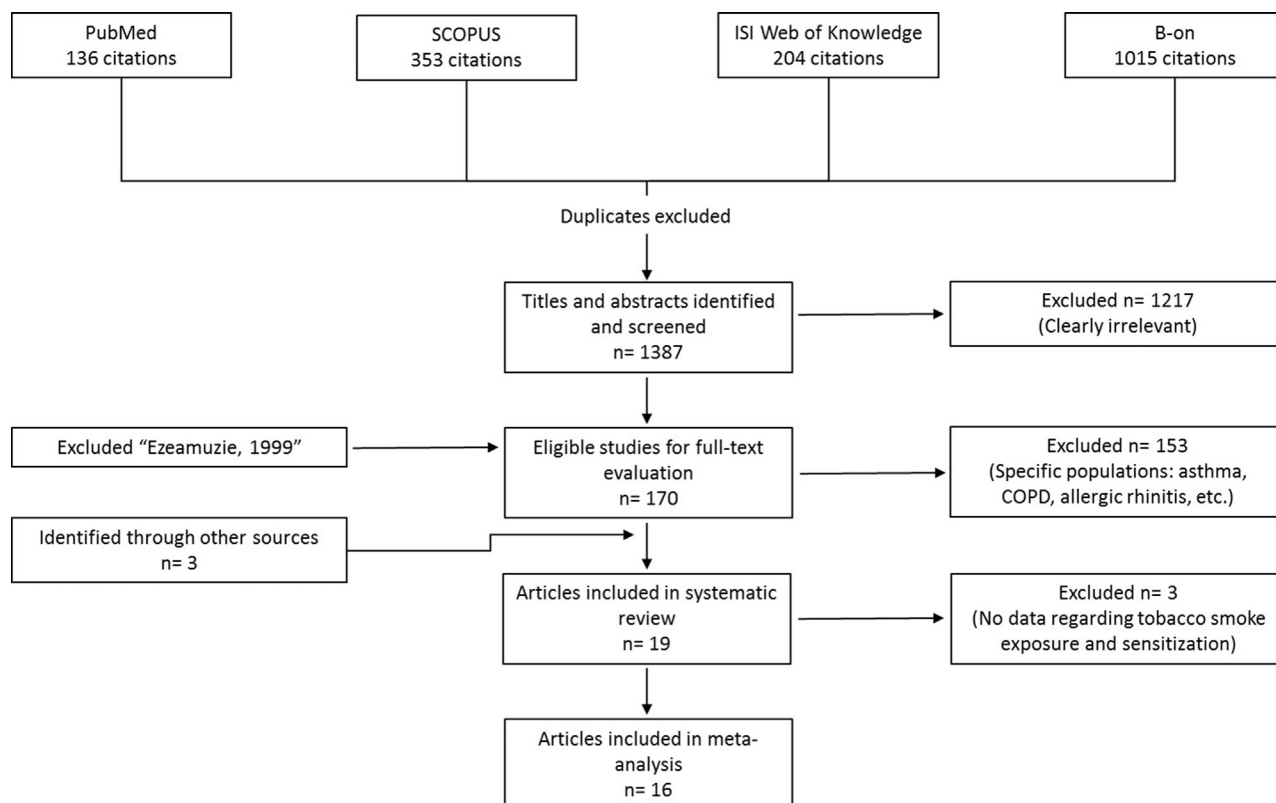 PubMed
136 citations
SCOPUS
353 citations
ISI Web of Knowledge
204 citations
B-on
1015 citations
Duplicates excluded
Titles and abstracts identified
and screened
n= 1387
Excluded n= 1217
(Clearly irrelevant)
Excluded “Ezeamuzie, 1999”
Eligible studies for full-text
evaluation
n= 170
Excluded n= 153
(Specific populations: asthma,
COPD, allergic rhinitis, etc.)
Identified through other sources
n= 3
Articles included in systematic
review
n= 19
Excluded n= 3
(No data regarding tobacco smoke
exposure and sensitization)
Articles included in meta-
analysis
n= 16